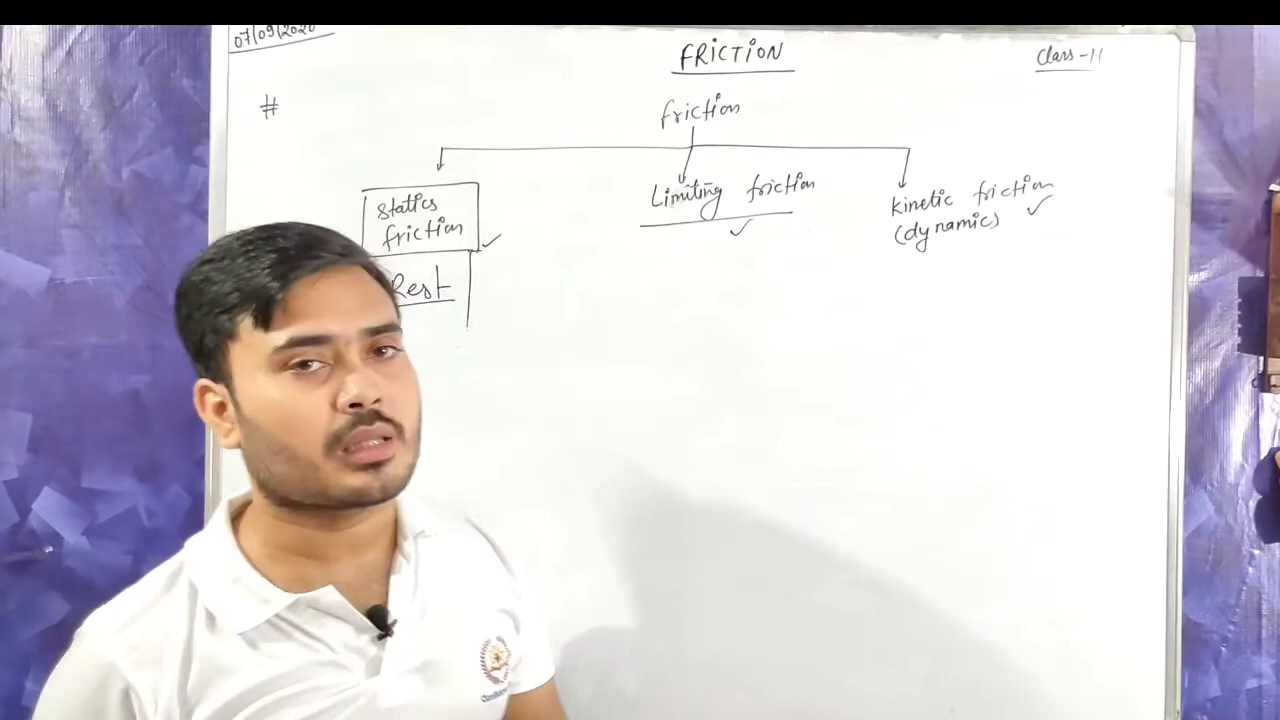 07/09/2020
FRICTION
Class-11
#
friction
Statics
friction
Limiting friction
Kinetic friction
(dynamic)
Rest